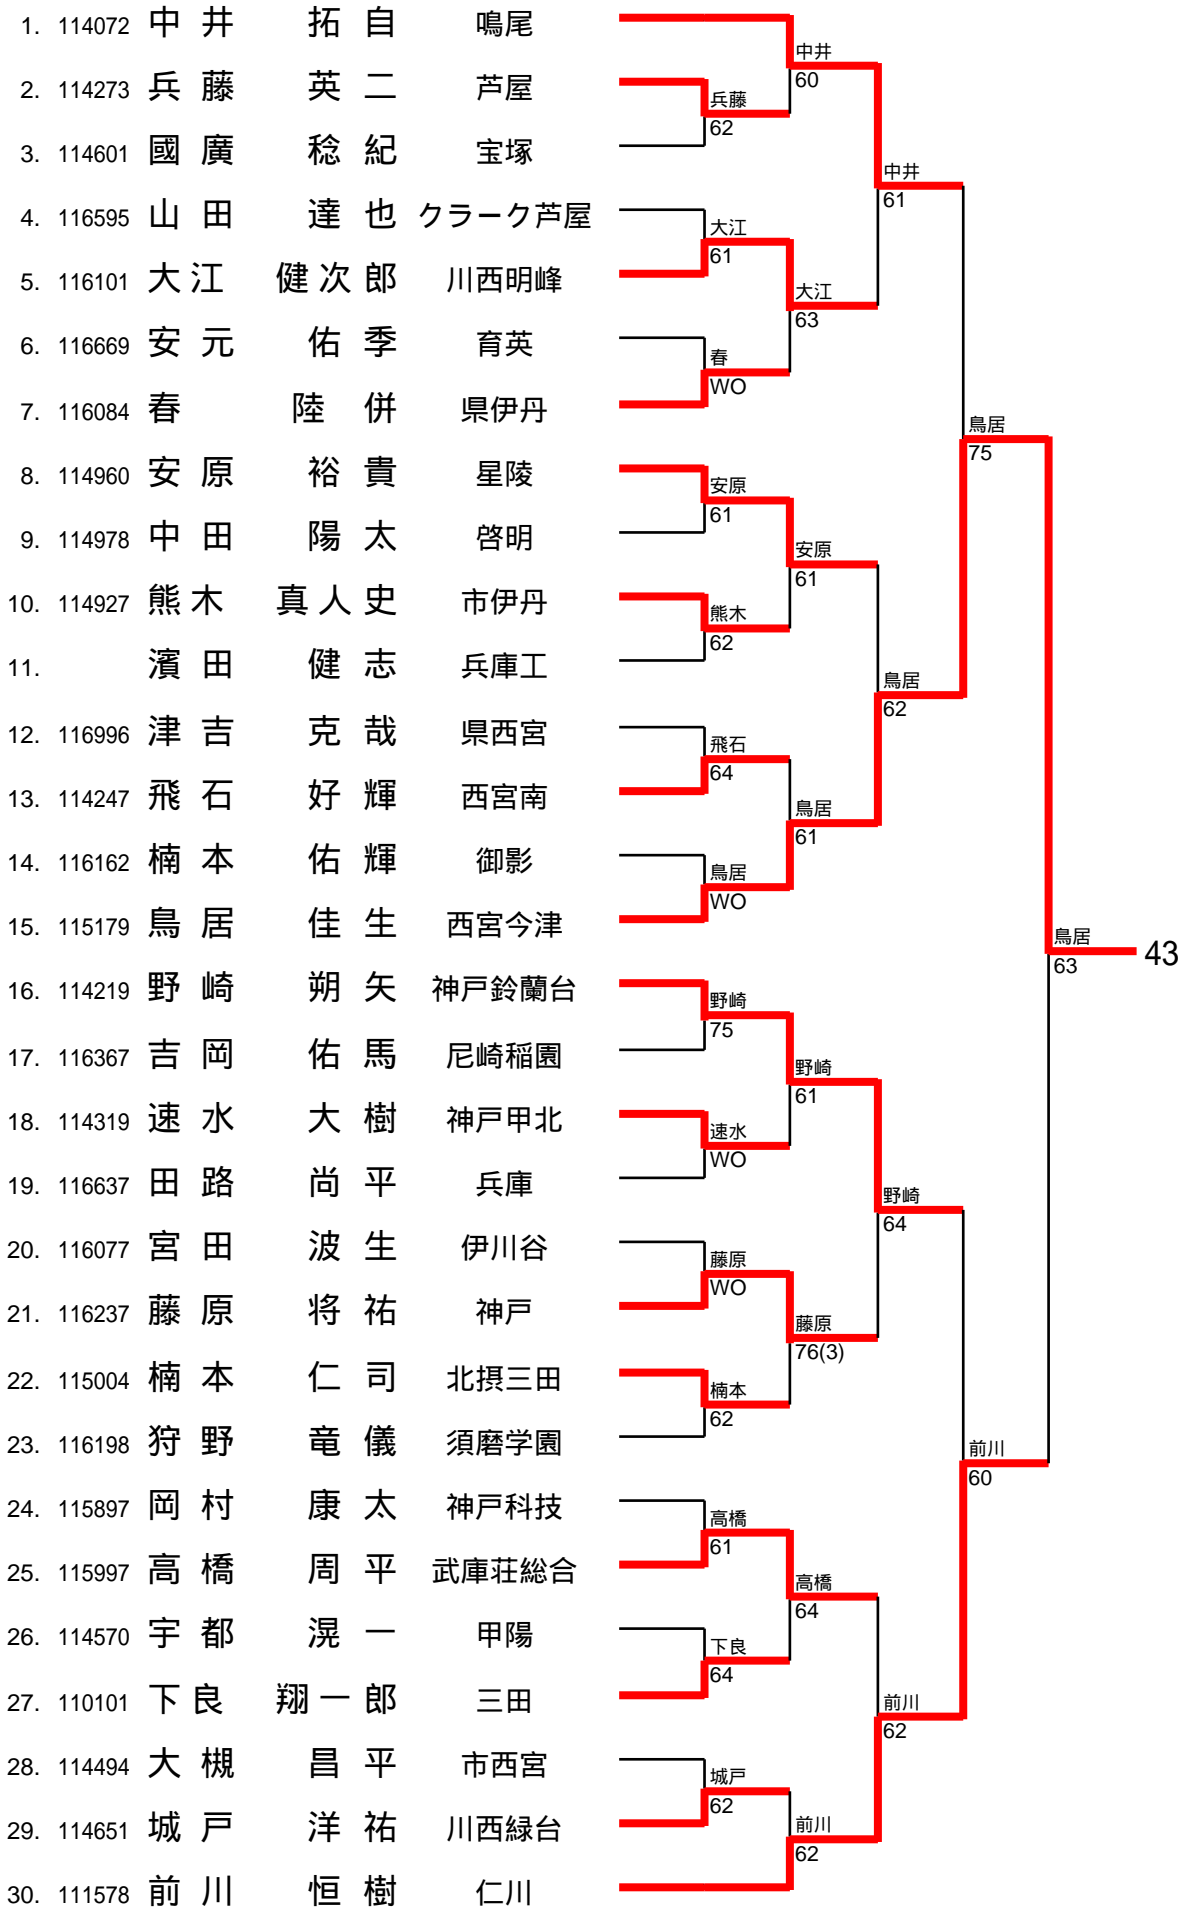 1. 114072 中井 拓自 鳴尾
2. 114273 兵藤 英二 芦屋
3. 114601 國廣 稔紀 宝塚
4. 116595 山田 達也 クラーク芦屋
5. 116101 大江 健次郎 川西明峰
6. 116669 安元 佑季 育英
7. 116084 春 陸併 県伊丹
8. 114960 安原 裕貴 星陵
9. 114978 中田 陽太 啓明
10. 114927 熊木 真人史 市伊丹
11. 濱田 健志 兵庫工
12. 116996 津吉 克哉 県西宮
13. 114247 飛石 好輝 西宮南
14. 116162 楠本 佑輝 御影
15. 115179 鳥居 佳生 西宮今津
16. 114219 野崎 朔矢 神戸鈴蘭台
17. 116367 吉岡 佑馬 尼崎稲園
18. 114319 速水 大樹 神戸甲北
19. 116637 田路 尚平 兵庫
20. 116077 宮田 波生 伊川谷
21. 116237 藤原 将祐 神戸
22. 115004 楠本 仁司 北摂三田
23. 116198 狩野 竜儀 須磨学園
24. 115897 岡村 康太 神戸科技
25. 115997 高橋 周平 武庫荘総合
26. 114570 宇都 滉一 甲陽
27. 110101 下良 翔一郎 三田
28. 114494 大槻 昌平 市西宮
29. 114651 城戸 洋祐 川西緑台
30. 111578 前川 恒樹 仁川
兵藤
62
大江
61
春
WO
安原
61
熊木
62
飛石
64
鳥居
WO
野崎
75
速水
WO
藤原
WO
楠本
62
高橋
61
下良
64
城戸
62
中井
60
大江
63
安原
61
鳥居
61
野崎
61
藤原
76(3)
高橋
64
前川
62
中井
61
鳥居
62
野崎
64
前川
62
鳥居
75
前川
60
鳥居
63
43